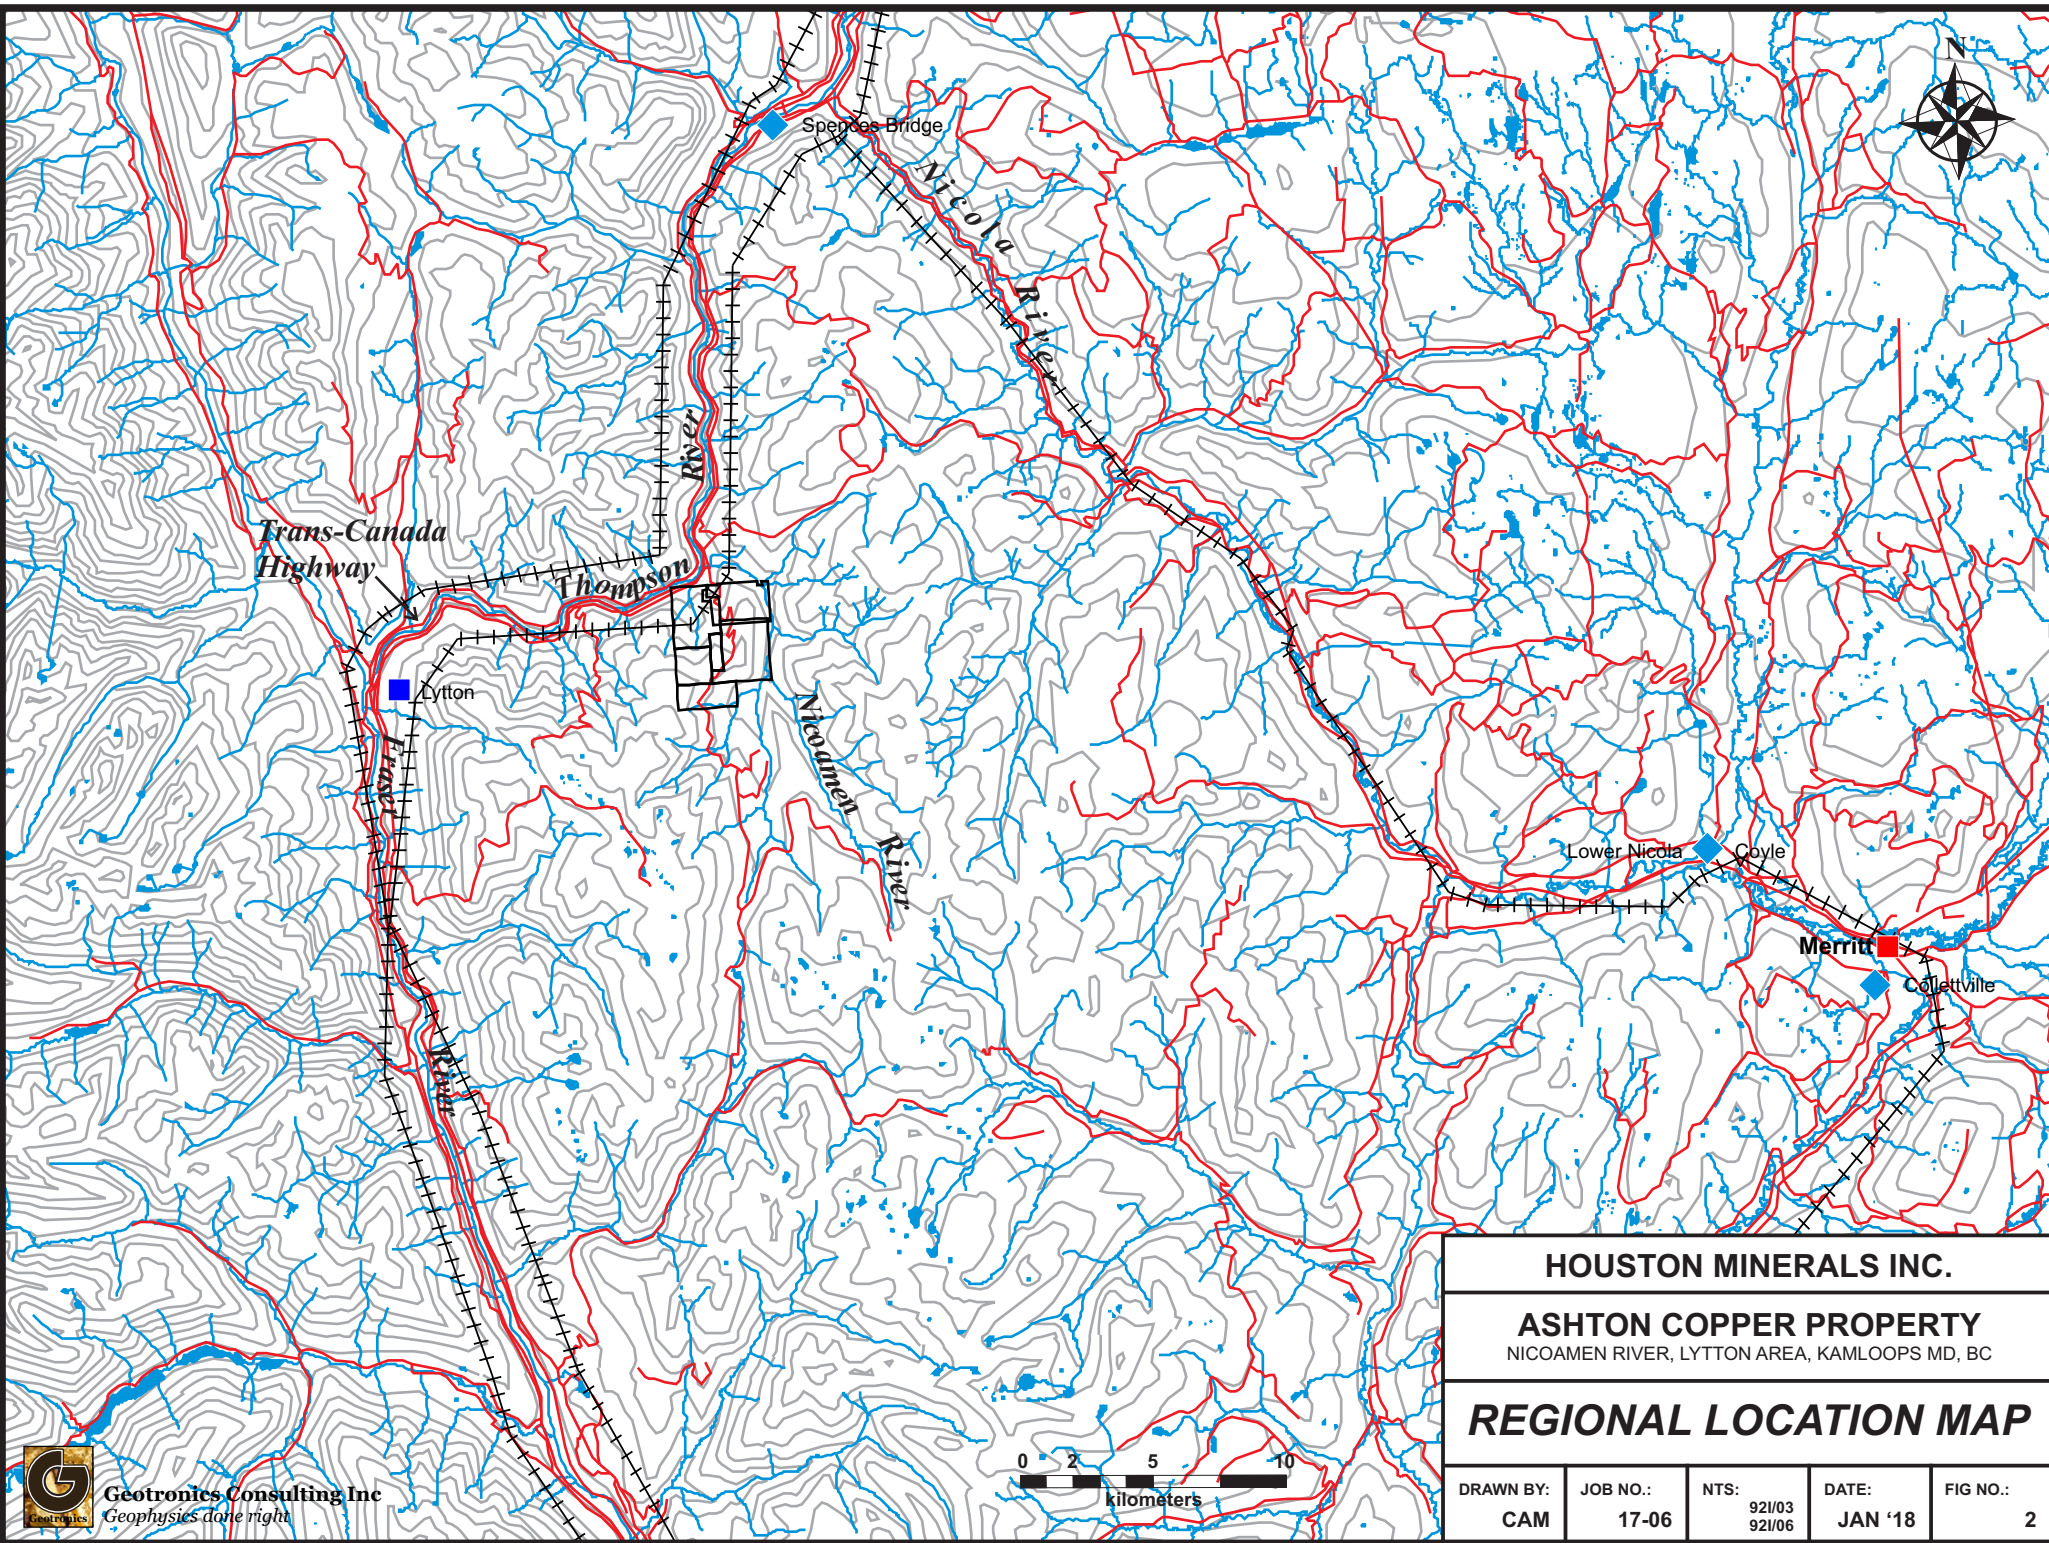 N
Spences Bridge
Nicola River
River
Trans-Canada
Highway
Thompson
Lytton
Fraser
River
Nicoamen River
Lower Nicola
Coyle
Merritt
Collettville
0 2 5 10
kilometers
Geotronics
Geotronics Consulting Inc
Geophysics done right
HOUSTON MINERALS INC.
ASHTON COPPER PROPERTY
NICOAMEN RIVER, LYTTON AREA, KAMLOOPS MD, BC
REGIONAL LOCATION MAP
DRAWN BY:
CAM
JOB NO.:
17-06
NTS:
92I/03
92I/06
DATE:
JAN ‘18
FIG NO.:
2